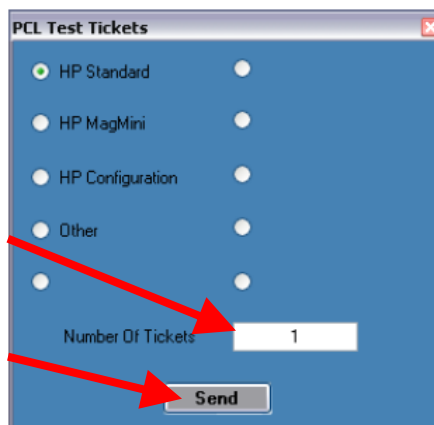 PCL Test Tickets
HP Standard
HP MagMini
HP Configuration
Other
Number Of Tickets 1
Send